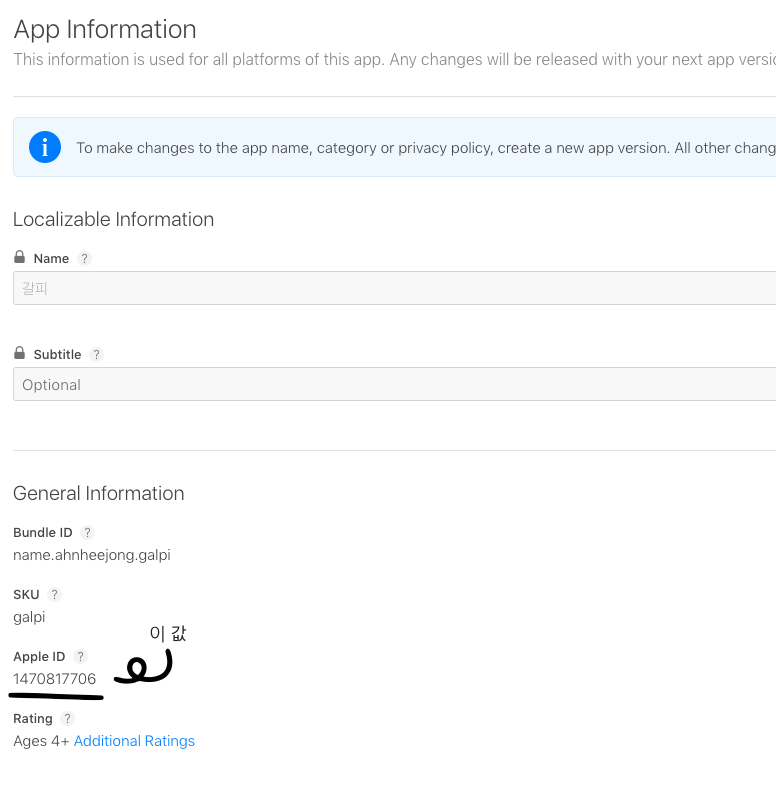 App Information
This information is used for all platforms of this app. Any changes will be released with your next app
i To make changes to the app name, category or privacy policy, create a new app version. All other
Localizable Information
Name ?
갈피
Subtitle ?
Optional
General Information
Bundle ID ?
name.ahnheejong.galpi
SKU ?
galpi
이 값
Apple ID ?
1470817706
Rating ?
Ages 4+ Additional Ratings